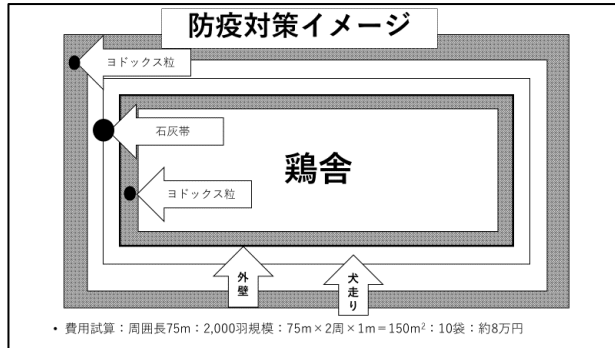 防疫対策イメージ
ヨドックス粒
石灰帯
鶏舎
ヨドックス粒
外壁
犬走り
• 費用試算：周囲長75m：2,000羽規模：75m×2周×1m＝150m²：10袋：約8万円